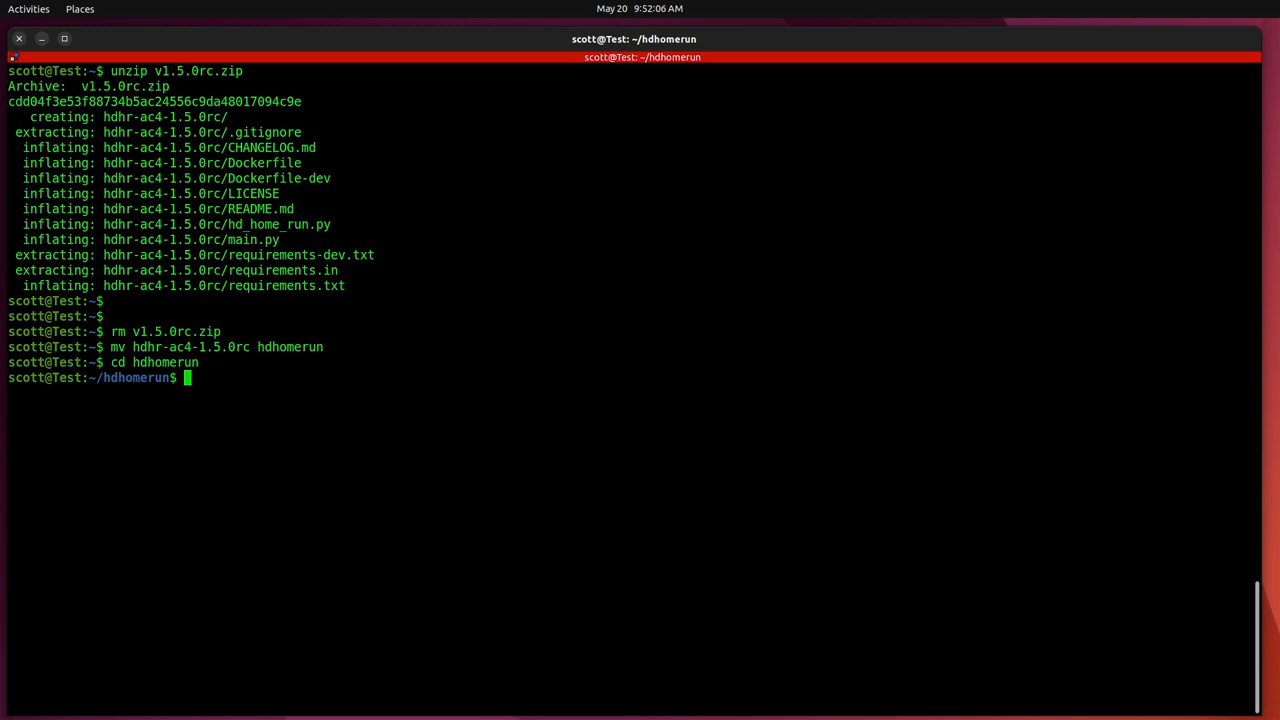 Activities Places May 20 9:52:06 AM
scott@Test: ~/hdhomerun
scott@Test: ~/hdhomerun
scott@Test:~$ unzip v1.5.0rc.zip
Archive:  v1.5.0rc.zip
cdd04f3e53f88734b5ac24556c9da48017094c9e
   creating: hdhr-ac4-1.5.0rc/
 extracting: hdhr-ac4-1.5.0rc/.gitignore
  inflating: hdhr-ac4-1.5.0rc/CHANGELOG.md
  inflating: hdhr-ac4-1.5.0rc/Dockerfile
  inflating: hdhr-ac4-1.5.0rc/Dockerfile-dev
  inflating: hdhr-ac4-1.5.0rc/LICENSE
  inflating: hdhr-ac4-1.5.0rc/README.md
  inflating: hdhr-ac4-1.5.0rc/hd_home_run.py
  inflating: hdhr-ac4-1.5.0rc/main.py
 extracting: hdhr-ac4-1.5.0rc/requirements-dev.txt
 extracting: hdhr-ac4-1.5.0rc/requirements.in
  inflating: hdhr-ac4-1.5.0rc/requirements.txt
scott@Test:~$
scott@Test:~$
scott@Test:~$ rm v1.5.0rc.zip
scott@Test:~$ mv hdhr-ac4-1.5.0rc hdhomerun
scott@Test:~$ cd hdhomerun
scott@Test:~/hdhomerun$